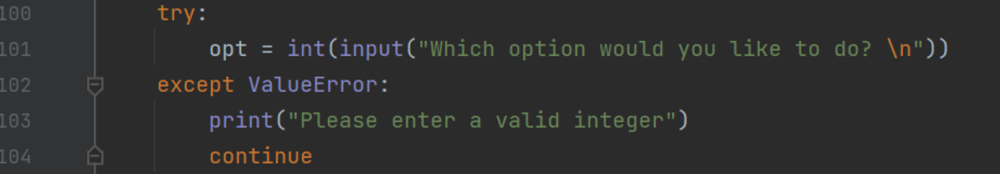 100 try:
101 opt = int(input("Which option would you like to do? \n"))
102 except ValueError:
103 print("Please enter a valid integer")
104 continue